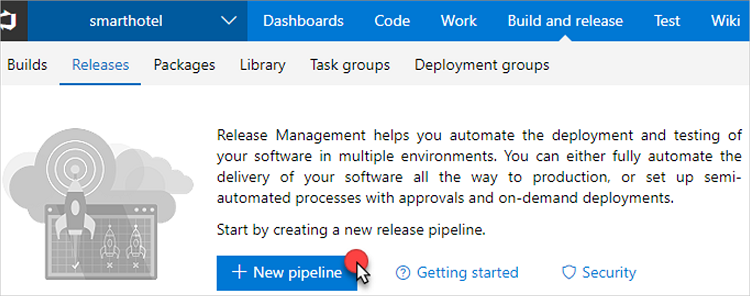 smarthotel Dashboards Code Work Build and release Test Wiki
Builds Releases Packages Library Task groups Deployment groups
Release Management helps you automate the deployment and testing of
your software in multiple environments. You can either fully automate the
delivery of your software all the way to production, or set up semi-
automated processes with approvals and on-demand deployments.
Start by creating a new release pipeline.
+ New pipeline Getting started Security